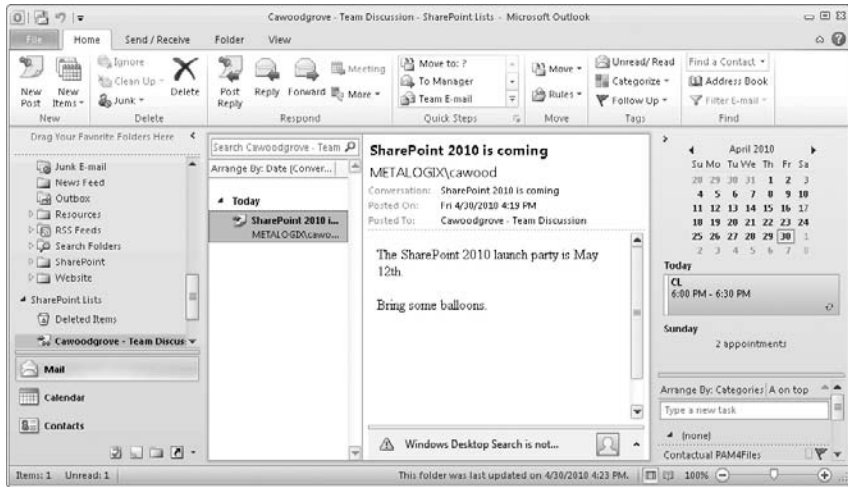 Cawoodgrove - Team Discussion - SharePoint Lists - Microsoft Outlook
File Home Send / Receive Folder View
New Post
New Items
New
Ignore
Clean Up
Junk
Delete
Delete
Post Reply
Reply
Forward
Meeting
More
Respond
Move to: ?
To Manager
Team E-mail
Quick Steps
Move
Rules
Move
Unread/ Read
Categorize
Follow Up
Tags
Find a Contact
Address Book
Filter E-mail
Find
Drag Your Favorite Folders Here
Junk E-mail
News Feed
Outbox
Resources
RSS Feeds
Search Folders
SharePoint
Website
SharePoint Lists
Deleted Items
Cawoodgrove - Team Discus
Mail
Calendar
Contacts
Search Cawoodgrove - Team
Arrange By: Date (Conver...
Today
SharePoint 2010 i...
METALOGIX\cawo...
SharePoint 2010 is coming
METALOGIX\cawood
Conversation: SharePoint 2010 is coming
Posted On: Fri 4/30/2010 4:19 PM
Posted To: Cawoodgrove - Team Discussion
The SharePoint 2010 launch party is May
12th.
Bring some balloons.
Windows Desktop Search is not...
April 2010
Su Mo Tu We Th Fr Sa
28 29 30 31 1 2 3
4 5 6 7 8 9 10
11 12 13 14 15 16 17
18 19 20 21 22 23 24
25 26 27 28 29 30 1
2 3 4 5 6 7 8
Today
CL
6:00 PM - 6:30 PM
Sunday
2 appointments
Arrange By: Categories A on top
Type a new task
(none)
Contactual PAM4Files
Items: 1 Unread: 1
This folder was last updated on 4/30/2010 4:23 PM.
100%